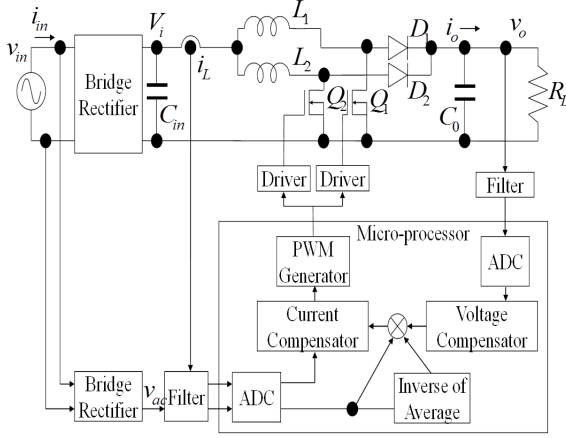 i_in
V_i
L_1
D_1
i_o
v_o
v_in
Bridge
Rectifier
i_L
L_2
D_2
C_in
Q_2
Q_1
C_0
R_L
Driver
Driver
Filter
Micro-processor
PWM
Generator
ADC
Current
Compensator
Voltage
Compensator
Bridge
Rectifier
v_ac
Filter
ADC
Inverse of
Average